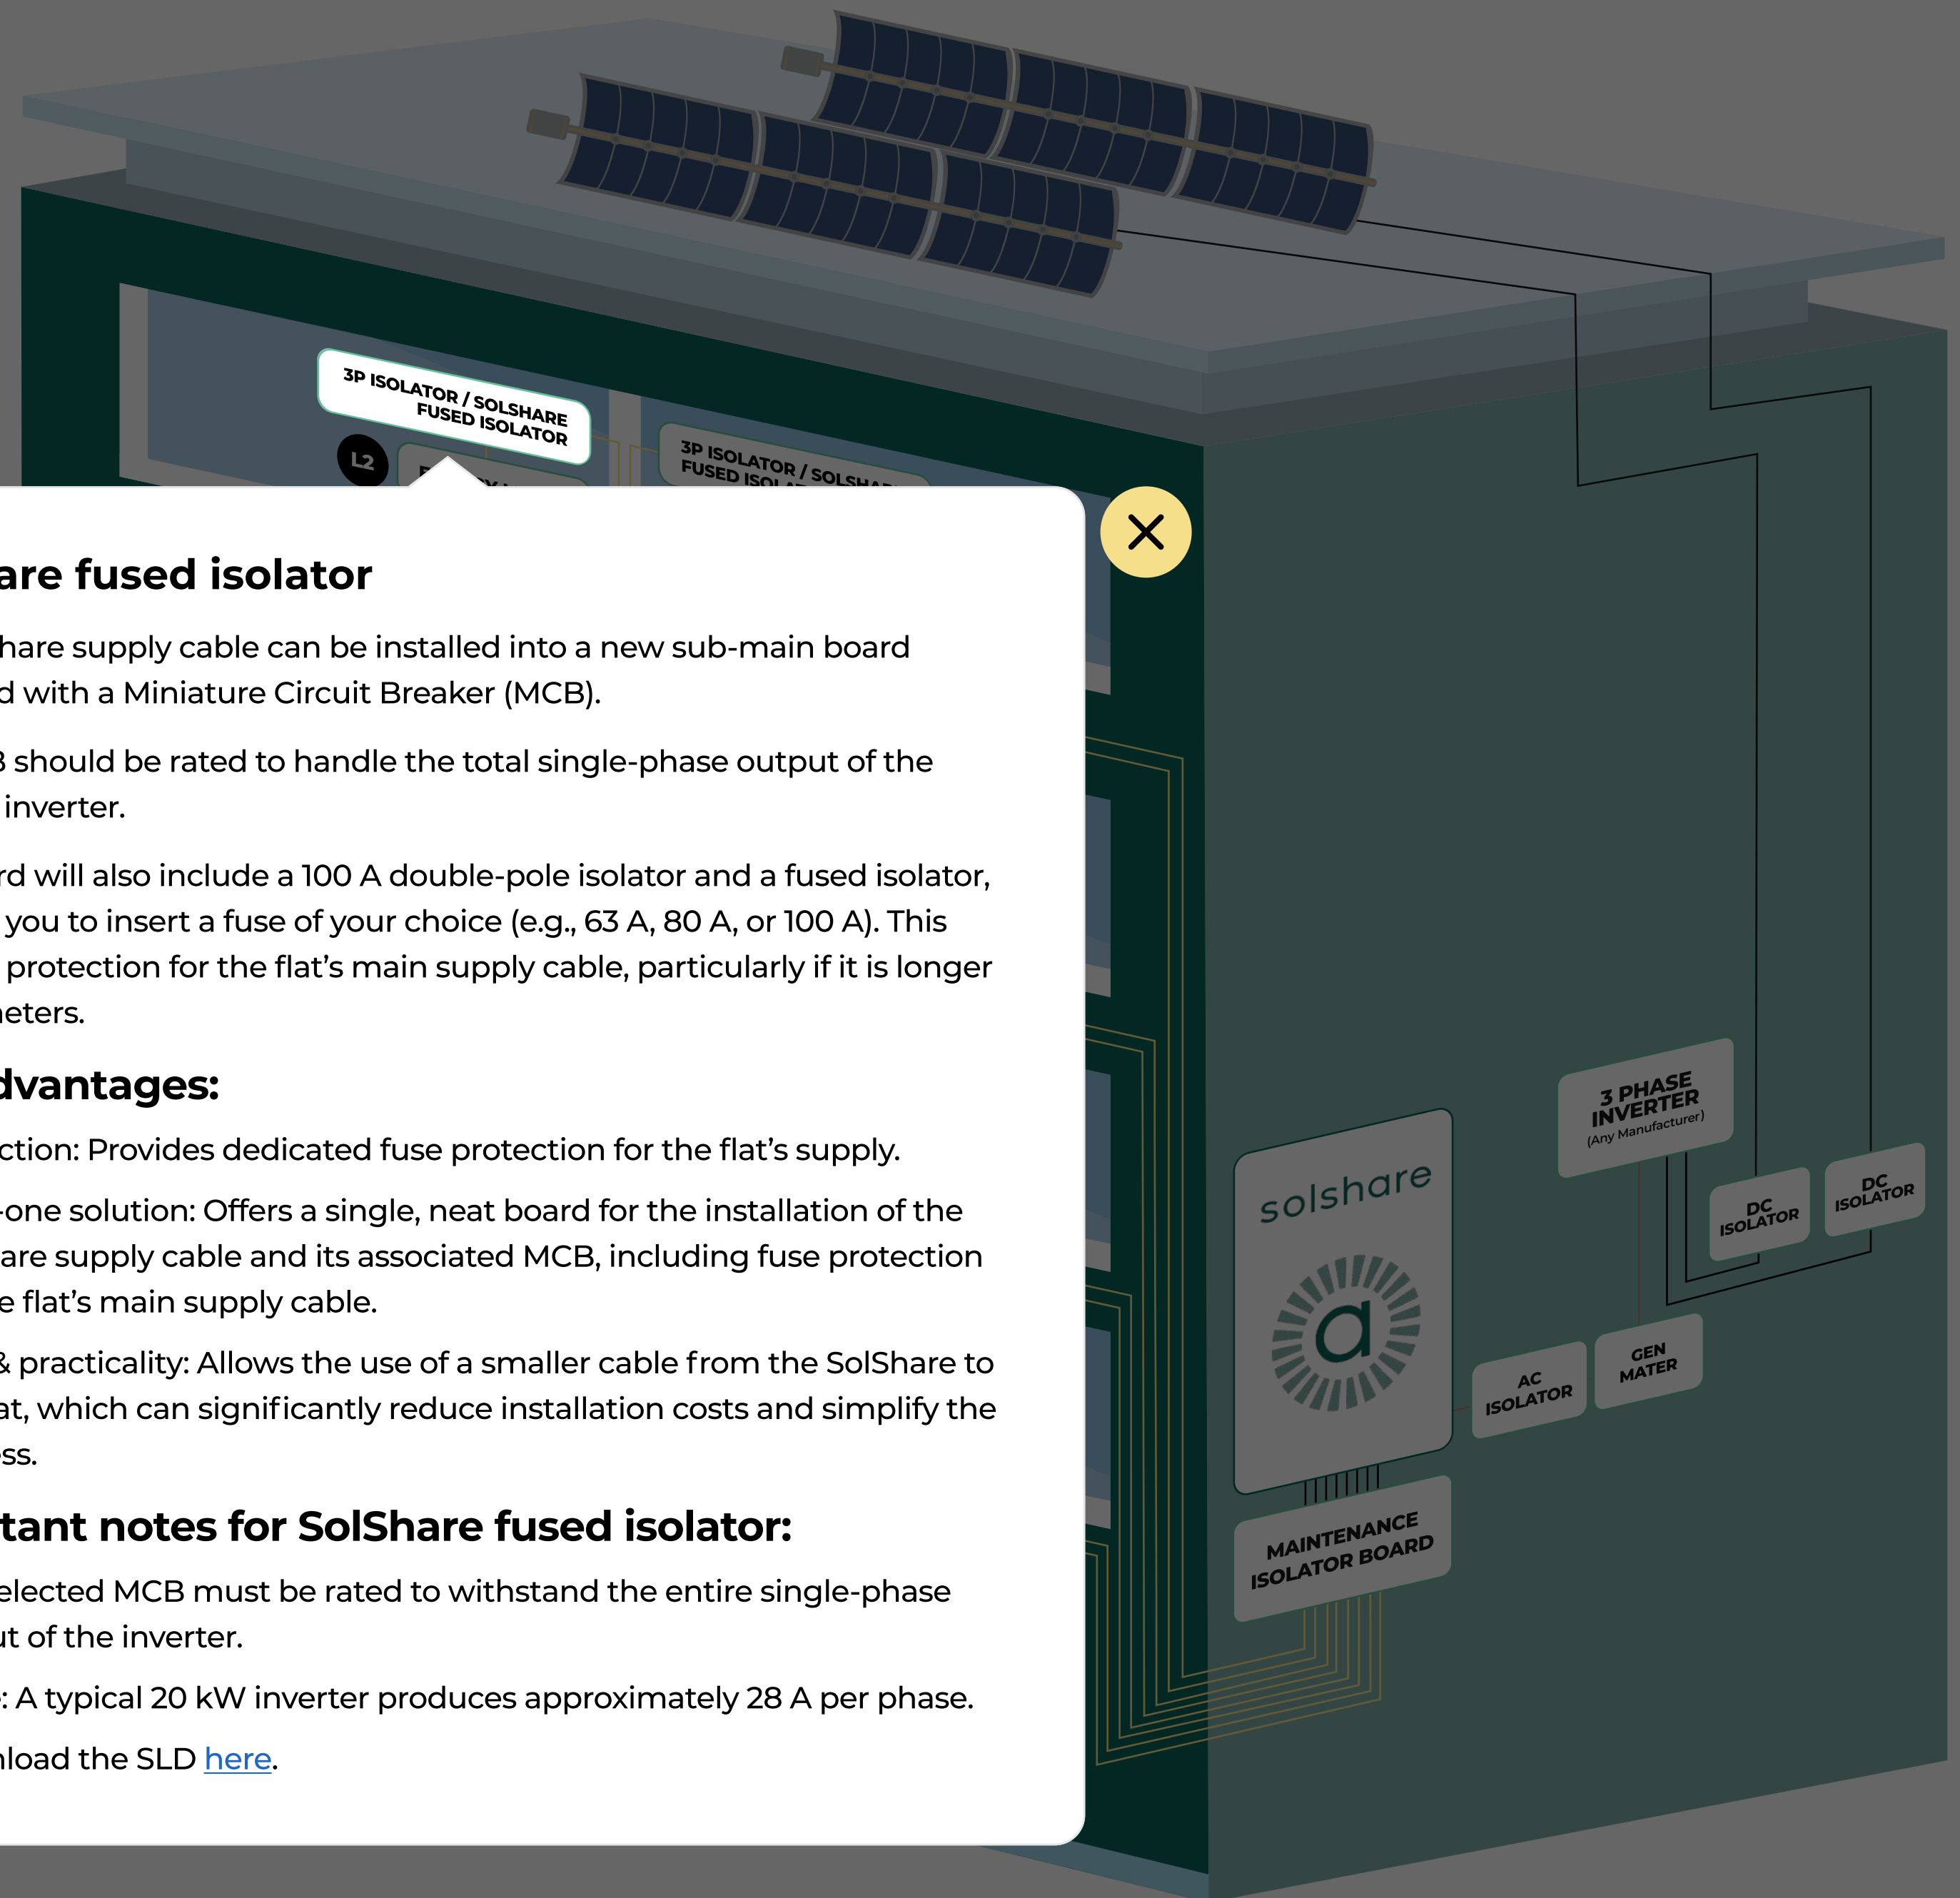 3P ISOLATOR / SOLSHARE
FUSED ISOLATOR
L2
3P ISOLATOR / SOLSHARE
FUSED
are fused isolator
hare supply cable can be installed into a new sub-main board
d with a Miniature Circuit Breaker (MCB).
should be rated to handle the total single-phase output of the
inverter.
rd will also include a 100 A double-pole isolator and a fused isolator,
you to insert a fuse of your choice (e.g., 63 A, 80 A, or 100 A). This
protection for the flat’s main supply cable, particularly if it is longer
eters.
dvantages:
ction: Provides dedicated fuse protection for the flat’s supply.
-one solution: Offers a single, neat board for the installation of the
are supply cable and its associated MCB, including fuse protection
e flat’s main supply cable.
& practicality: Allows the use of a smaller cable from the SolShare to
at, which can significantly reduce installation costs and simplify the
ss.
tant notes for SolShare fused isolator:
elected MCB must be rated to withstand the entire single-phase
ut of the inverter.
: A typical 20 kW inverter produces approximately 28 A per phase.
nload the SLD here.
3 PHASE
INVERTER
(Any Manufacturer)
DC
ISOLATOR
DC
ISOLATOR
solshare
a
GEN
MATER
AC
ISOLATOR
MAINTENANCE
ISOLATOR BOARD